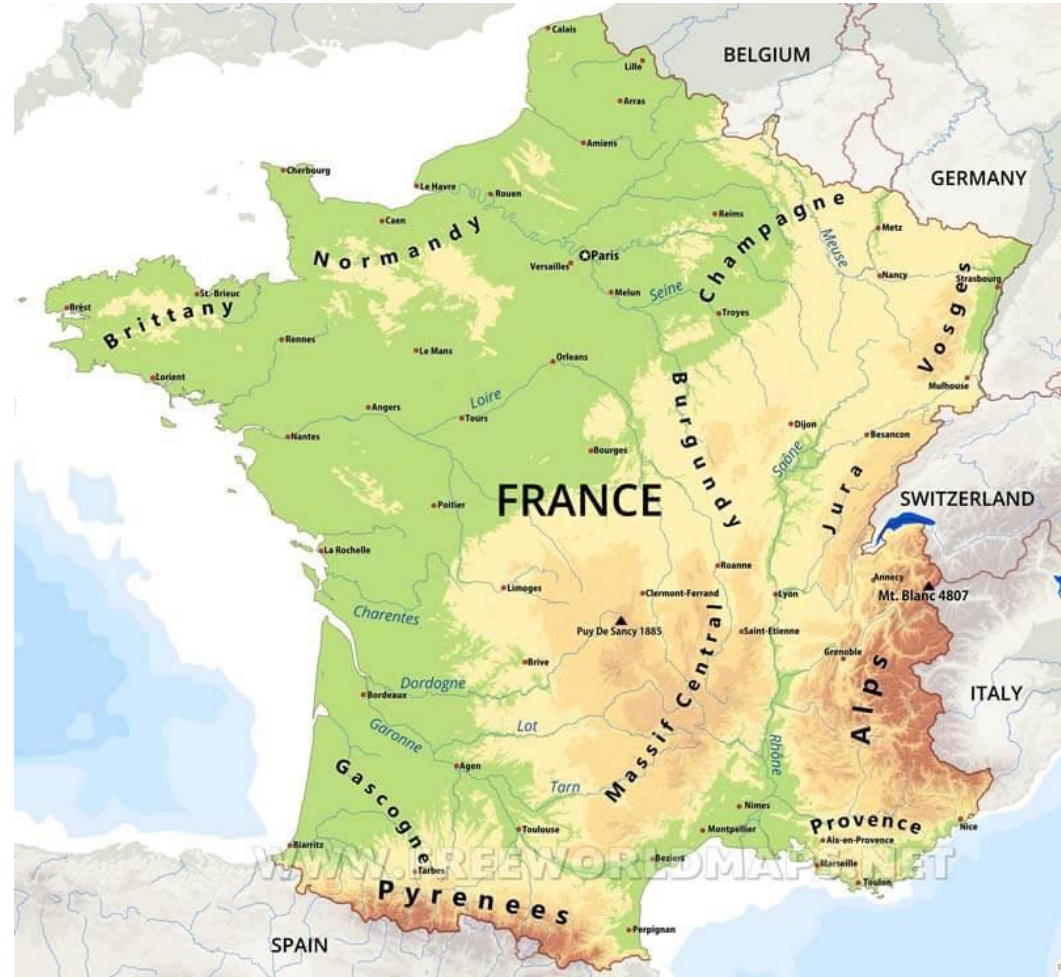 Calais
BELGIUM
Lille
Arras
Amiens
Cherbourg
GERMANY
Le Havre
Rouen
Reims
Caen
Champagne
Metz
Normandy
Meuse
Paris
Versailles
Nancy
Strasbourg
Melun
Seine
St.-Brieuc
Brest
Troyes
Vosges
Brittany
Rennes
Le Mans
Orleans
Lorient
Mulhouse
Loire
Burgundy
Angers
Tours
Dijon
Nantes
Besancon
Bourges
Saône
FRANCE
Jura
SWITZERLAND
Poitier
La Rochelle
Roanne
Annecy
Limoges
Clermont-Ferrand
Lyon
Mt. Blanc 4807
Charentes
Puy De Sancy 1885
Saint-Etienne
Grenoble
Brive
Dordogne
Massif Central
Alps
ITALY
Bordeaux
Lot
Garonne
Rhône
Agen
Gascogne
Tarn
Nimes
Provence
Nice
Toulouse
Montpellier
Ais-en-Provence
Biarritz
WWW.FREEWORLDMAPS.NET
Beziers
Marseille
Tarbes
Toulon
Pyrenees
Perpignan
SPAIN